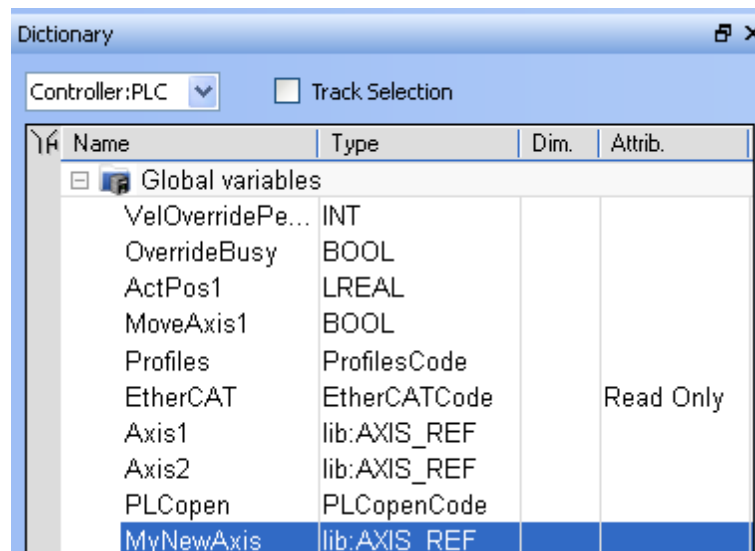 Dictionary
Controller:PLC Track Selection
Name Type Dim. Attrib.
Global variables
VelOverridePe... INT
OverrideBusy BOOL
ActPos1 LREAL
MoveAxis1 BOOL
Profiles ProfilesCode
EtherCAT EtherCATCode Read Only
Axis1 lib:AXIS_REF
Axis2 lib:AXIS_REF
PLCopen PLCopenCode
MyNewAxis lib:AXIS_REF